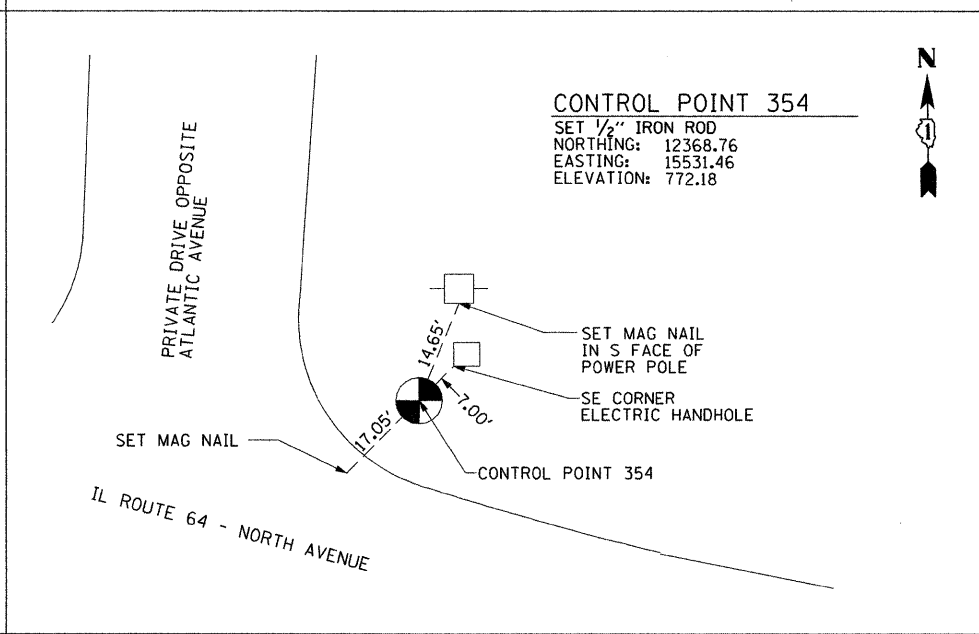 N
1
CONTROL POINT 354
SET 1/2" IRON ROD
NORTHING: 12368.76
EASTING: 15531.46
ELEVATION: 772.18
PRIVATE DRIVE OPPOSITE
ATLANTIC AVENUE
14.65'
SET MAG NAIL
IN S FACE OF
POWER POLE
7.00'
SE CORNER
ELECTRIC HANDHOLE
17.05'
SET MAG NAIL
CONTROL POINT 354
IL ROUTE 64 - NORTH AVENUE